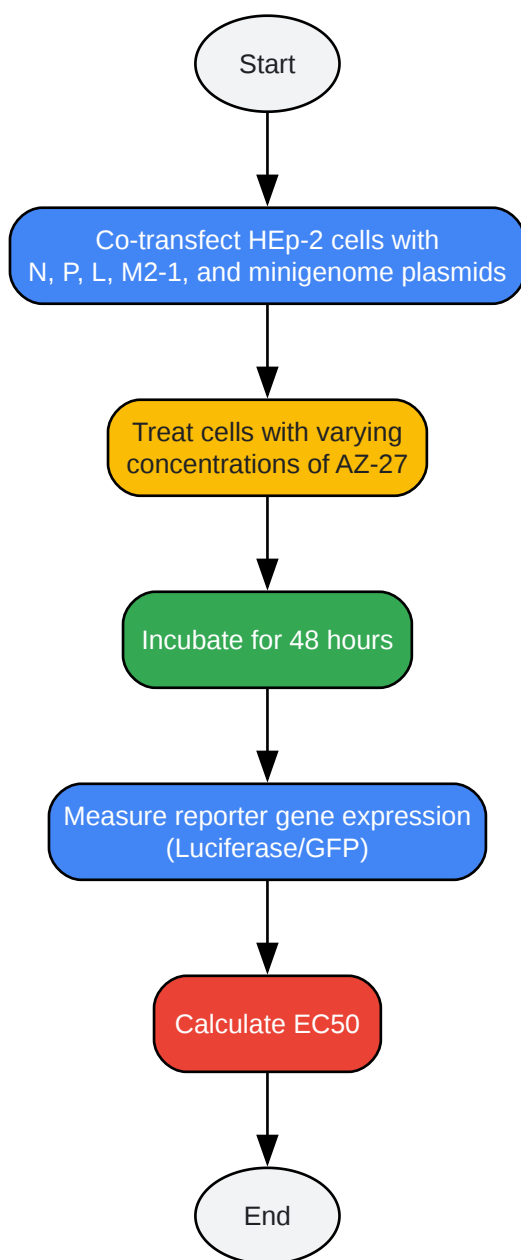 Start
Co-transfect HEp-2 cells with
N, P, L, M2-1, and minigenome plasmids
Treat cells with varying
concentrations of AZ-27
Incubate for 48 hours
Measure reporter gene expression
(Luciferase/GFP)
Calculate EC50
End